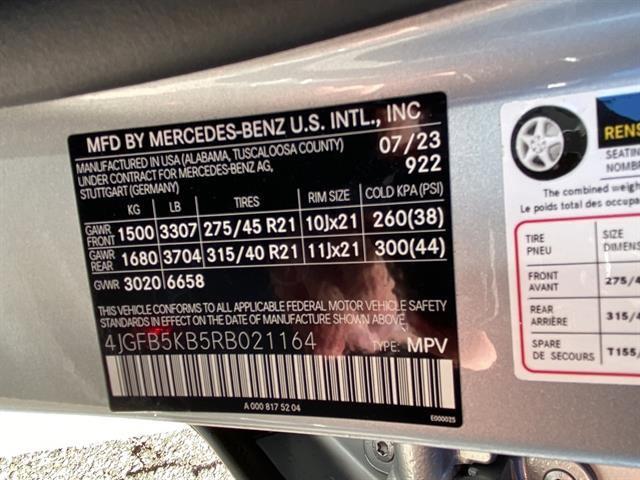 MFD BY MERCEDES-BENZ U.S. INTL., INC
MANUFACTURED IN USA (ALABAMA, TUSCALOOSA COUNTY) 07/23
UNDER CONTRACT FOR MERCEDES-BENZ AG, 922
STUTTGART (GERMANY)
KG LB RIM SIZE COLD KPA (PSI)
GAWR FRONT 1500 3307 275/45 R21 10Jx21 260(38)
GAWR REAR 1680 3704 315/40 R21 11Jx21 300(44)
GVWR 3020 6658
THIS VEHICLE CONFORMS TO ALL APPLICABLE FEDERAL MOTOR VEHICLE SAFETY
STANDARDS IN EFFECT ON THE DATE OF MANUFACTURE SHOWN ABOVE.
4JGFB5KB5RB021164 TYPE: MPV
A 000 817 52 04
E000025
RENS
SEATIN
NOMBR
The combined weigh
Le poids total des occupa
TIRE SIZE
PNEU DIMENS
FRONT 275/4
AVANT
REAR 315/4
ARRIÈRE
SPARE T155/
DE SECOURS